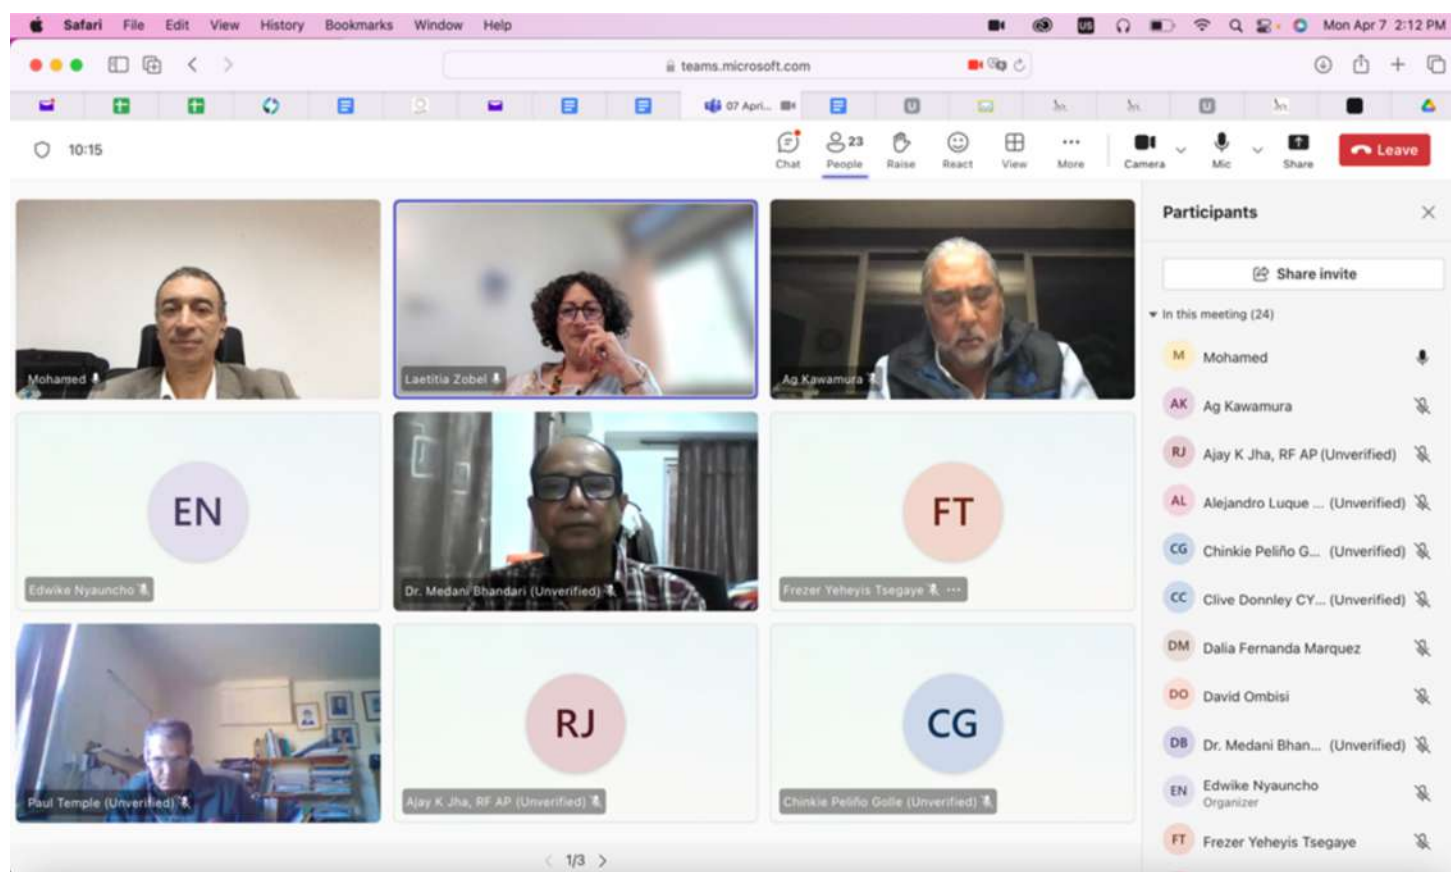 Safari File Edit View History Bookmarks Window Help US Mon Apr 7 2:12 PM
teams.microsoft.com
07 Apri...
10:15
23
Chat People Raise React View More Camera Mic Share Leave
Mohamed
Laetitia Zobel
Ag Kawamura
EN
Edwike Nyauncho
Dr. Medani Bhandari (Unverified)
FT
Frezer Yeheyis Tsegaye ...
Paul Temple (Unverified)
RJ
Ajay K Jha, RF AP (Unverified)
CG
Chinkie Peliño Golle (Unverified)
1/3
Participants
Share invite
In this meeting (24)
M Mohamed
AK Ag Kawamura
RJ Ajay K Jha, RF AP (Unverified)
AL Alejandro Luque ... (Unverified)
CG Chinkie Peliño G... (Unverified)
CC Clive Donnley CY... (Unverified)
DM Dalia Fernanda Marquez
DO David Ombisi
DB Dr. Medani Bhan... (Unverified)
EN Edwike Nyauncho
Organizer
FT Frezer Yeheyis Tsegaye